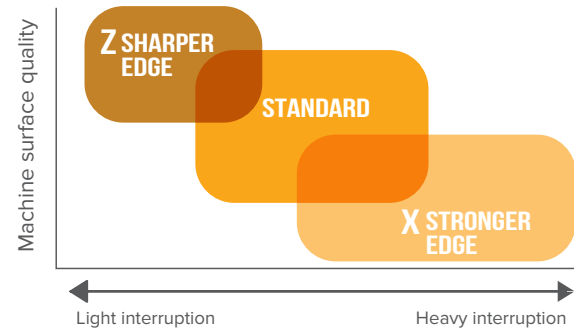 Machine surface quality
Z SHARPER
EDGE
STANDARD
X STRONGER
EDGE
Light interruption
Heavy interruption